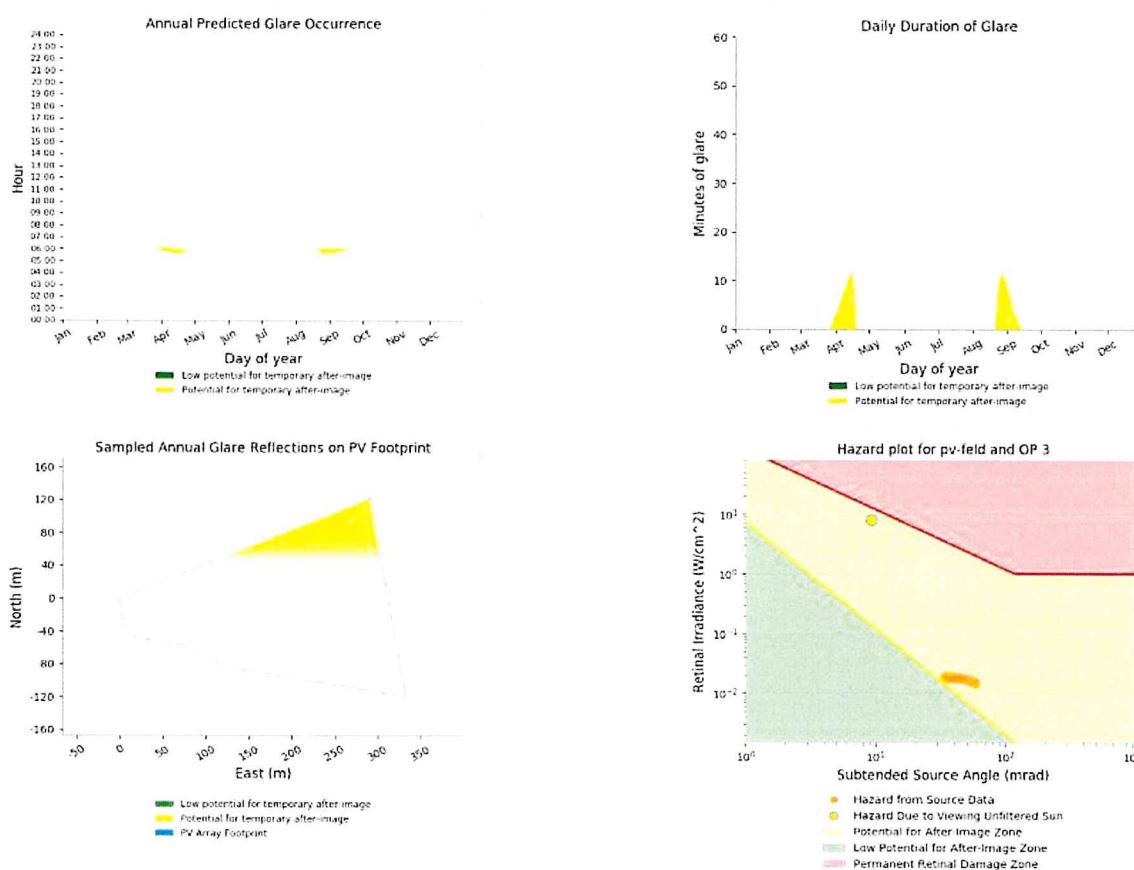 Annual Predicted Glare Occurrence
Hour
24:00
23:00
22:00
21:00
20:00
19:00
18:00
17:00
16:00
15:00
14:00
13:00
12:00
11:00
10:00
09:00
08:00
07:00
06:00
05:00
04:00
03:00
02:00
01:00
00:00
Jan Feb Mar Apr May Jun Jul Aug Sep Oct Nov Dec
Day of year
Low potential for temporary after-image
Potential for temporary after-image
Daily Duration of Glare
Minutes of glare
60
50
40
30
20
10
0
Jan Feb Mar Apr May Jun Jul Aug Sep Oct Nov Dec
Day of year
Low potential for temporary after-image
Potential for temporary after-image
Sampled Annual Glare Reflections on PV Footprint
North (m)
160
120
80
40
0
-40
-80
-120
-160
-50 0 50 100 150 200 250 300 350
East (m)
Low potential for temporary after-image
Potential for temporary after-image
PV Array Footprint
Hazard plot for pv-feld and OP 3
Retinal Irradiance (W/cm^2)
10^1
10^0
10^-1
10^-2
10^0 10^1 10^2
Subtended Source Angle (mrad)
Hazard from Source Data
Hazard Due to Viewing Unfiltered Sun
Potential for After-Image Zone
Low Potential for After-Image Zone
Permanent Retinal Damage Zone